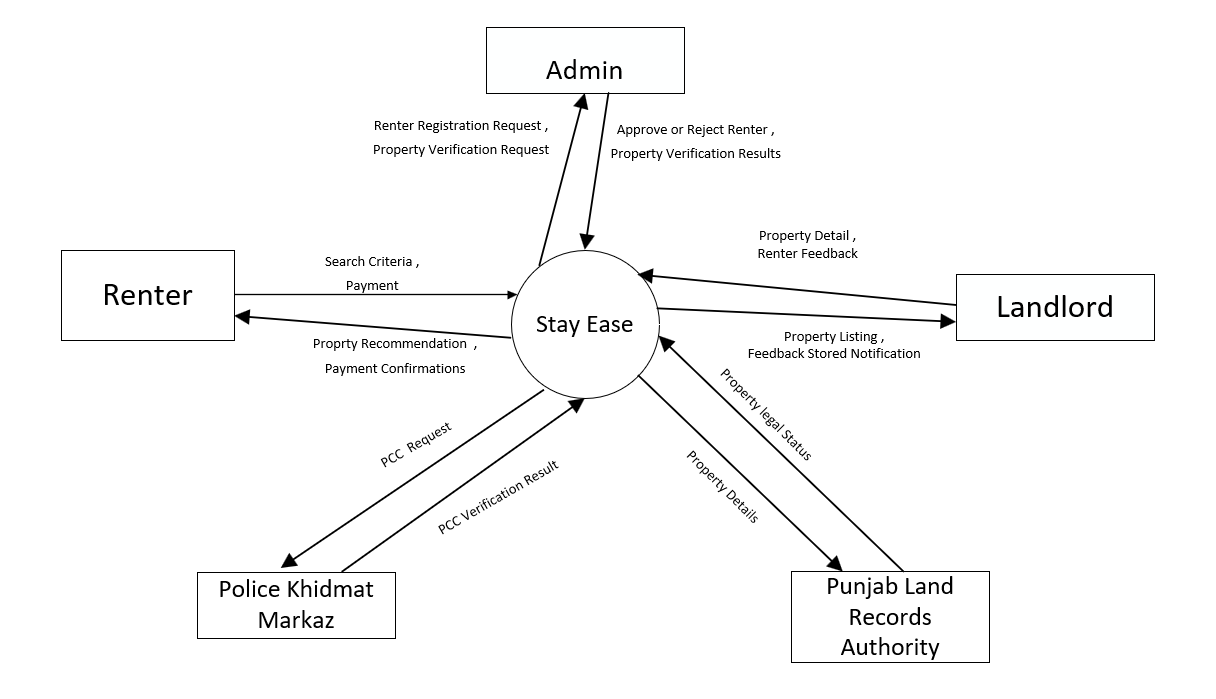 Admin
Renter Registration Request ,
Property Verification Request
Approve or Reject Renter ,
Property Verification Results
Property Detail ,
Renter Feedback
Search Criteria ,
Payment
Renter
Stay Ease
Landlord
Proprty Recommendation ,
Payment Confirmations
Property Listing ,
Feedback Stored Notification
PCC Request
PCC Verification Result
Property legal Status
Property Details
Police Khidmat
Markaz
Punjab Land
Records
Authority